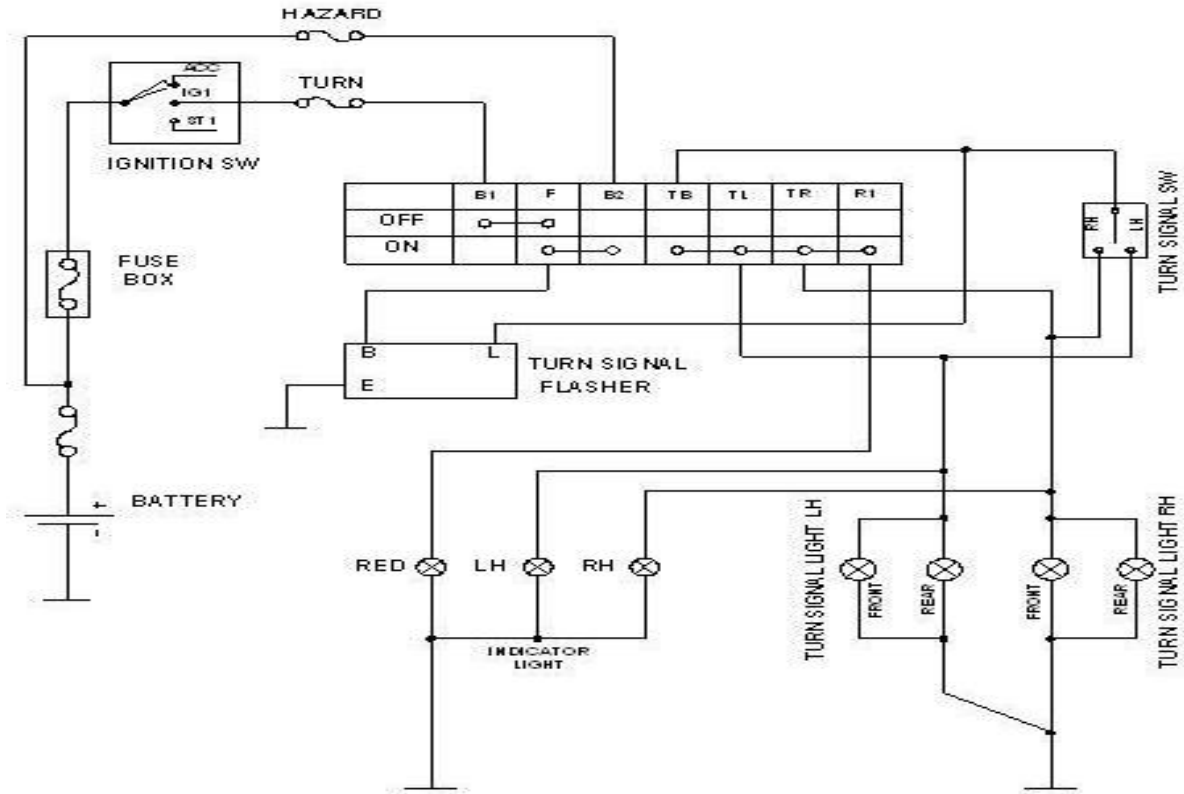 HAZARD
ACC
IG1
ST1
IGNITION SW
TURN
B1 F B2 TB TL TR R1
OFF
ON
RH
LH
TURN SIGNAL SW
FUSE
BOX
B L
E
TURN SIGNAL
FLASHER
+
BATTERY
-
RED LH RH
INDICATOR
LIGHT
TURN SIGNAL LIGHT LH
FRONT
REAR
FRONT
REAR
TURN SIGNAL LIGHT RH